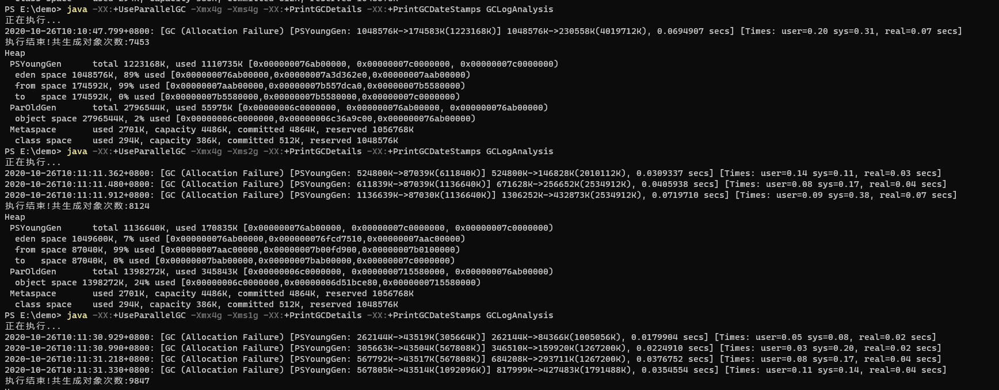 PS E:\demo> java -XX:+UseParallelGC -Xmx4g -Xms4g -XX:+PrintGCDetails -XX:+PrintGCDateStamps GCLogAnalysis
正在执行...
2020-10-26T10:10:47.799+0800: [GC (Allocation Failure) [PSYoungGen: 1048576K->174583K(1223168K)] 1048576K->230558K(4019712K), 0.0694907 secs] [Times: user=0.20 sys=0.31, real=0.07 secs]
执行结束!共生成对象次数:7453
Heap
 PSYoungGen      total 1223168K, used 1110735K [0x000000076ab00000, 0x00000007c0000000, 0x00000007c0000000)
  eden space 1048576K, 89% used [0x000000076ab00000,0x00000007a3d362e0,0x00000007aab00000)
  from space 174592K, 99% used [0x00000007aab00000,0x00000007b557dca0,0x00000007b5580000)
  to   space 174592K, 0% used [0x00000007b5580000,0x00000007b5580000,0x00000007c0000000)
 ParOldGen       total 2796544K, used 55975K [0x00000006c0000000, 0x000000076ab00000, 0x000000076ab00000)
  object space 2796544K, 2% used [0x00000006c0000000,0x00000006c36a9c00,0x000000076ab00000)
 Metaspace       used 2701K, capacity 4486K, committed 4864K, reserved 1056768K
  class space    used 294K, capacity 386K, committed 512K, reserved 1048576K
PS E:\demo> java -XX:+UseParallelGC -Xmx4g -Xms2g -XX:+PrintGCDetails -XX:+PrintGCDateStamps GCLogAnalysis
正在执行...
2020-10-26T10:11:11.362+0800: [GC (Allocation Failure) [PSYoungGen: 524800K->87039K(611840K)] 524800K->146828K(2010112K), 0.0309337 secs] [Times: user=0.14 sys=0.11, real=0.03 secs]
2020-10-26T10:11:11.480+0800: [GC (Allocation Failure) [PSYoungGen: 611839K->87039K(1136640K)] 671628K->256652K(2534912K), 0.0405938 secs] [Times: user=0.08 sys=0.17, real=0.04 secs]
2020-10-26T10:11:11.912+0800: [GC (Allocation Failure) [PSYoungGen: 1136639K->87030K(1136640K)] 1306252K->432873K(2534912K), 0.0719710 secs] [Times: user=0.09 sys=0.38, real=0.07 secs]
执行结束!共生成对象次数:8124
Heap
 PSYoungGen      total 1136640K, used 170835K [0x000000076ab00000, 0x00000007c0000000, 0x00000007c0000000)
  eden space 1049600K, 7% used [0x000000076ab00000,0x000000076fcd7510,0x00000007aac00000)
  from space 87040K, 99% used [0x00000007aac00000,0x00000007b00fd900,0x00000007b0100000)
  to   space 87040K, 0% used [0x00000007bab00000,0x00000007bab00000,0x00000007c0000000)
 ParOldGen       total 1398272K, used 345843K [0x00000006c0000000, 0x0000000715580000, 0x000000076ab00000)
  object space 1398272K, 24% used [0x00000006c0000000,0x00000006d51bce80,0x0000000715580000)
 Metaspace       used 2701K, capacity 4486K, committed 4864K, reserved 1056768K
  class space    used 294K, capacity 386K, committed 512K, reserved 1048576K
PS E:\demo> java -XX:+UseParallelGC -Xmx4g -Xms1g -XX:+PrintGCDetails -XX:+PrintGCDateStamps GCLogAnalysis
正在执行...
2020-10-26T10:11:30.929+0800: [GC (Allocation Failure) [PSYoungGen: 262144K->43519K(305664K)] 262144K->84366K(1005056K), 0.0179904 secs] [Times: user=0.05 sys=0.08, real=0.02 secs]
2020-10-26T10:11:30.990+0800: [GC (Allocation Failure) [PSYoungGen: 305663K->43504K(567808K)] 346510K->159920K(1267200K), 0.0224910 secs] [Times: user=0.03 sys=0.20, real=0.02 secs]
2020-10-26T10:11:31.218+0800: [GC (Allocation Failure) [PSYoungGen: 567792K->43517K(567808K)] 684208K->293711K(1267200K), 0.0376752 secs] [Times: user=0.08 sys=0.17, real=0.04 secs]
2020-10-26T10:11:31.330+0800: [GC (Allocation Failure) [PSYoungGen: 567805K->43514K(1092096K)] 817999K->427483K(1791488K), 0.0354554 secs] [Times: user=0.11 sys=0.14, real=0.04 secs]
执行结束!共生成对象次数:9847